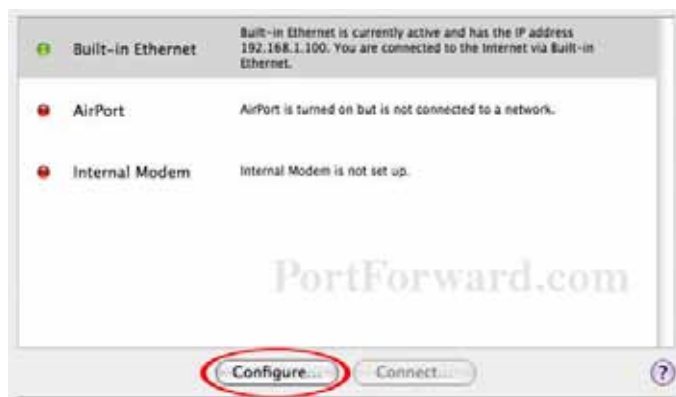 Built-in Ethernet
Built-in Ethernet is currently active and has the IP address
192.168.1.100. You are connected to the Internet via Built-in
Ethernet.
AirPort
AirPort is turned on but is not connected to a network.
Internal Modem
Internal Modem is not set up.
PortForward.com
Configure...
Connect...
?